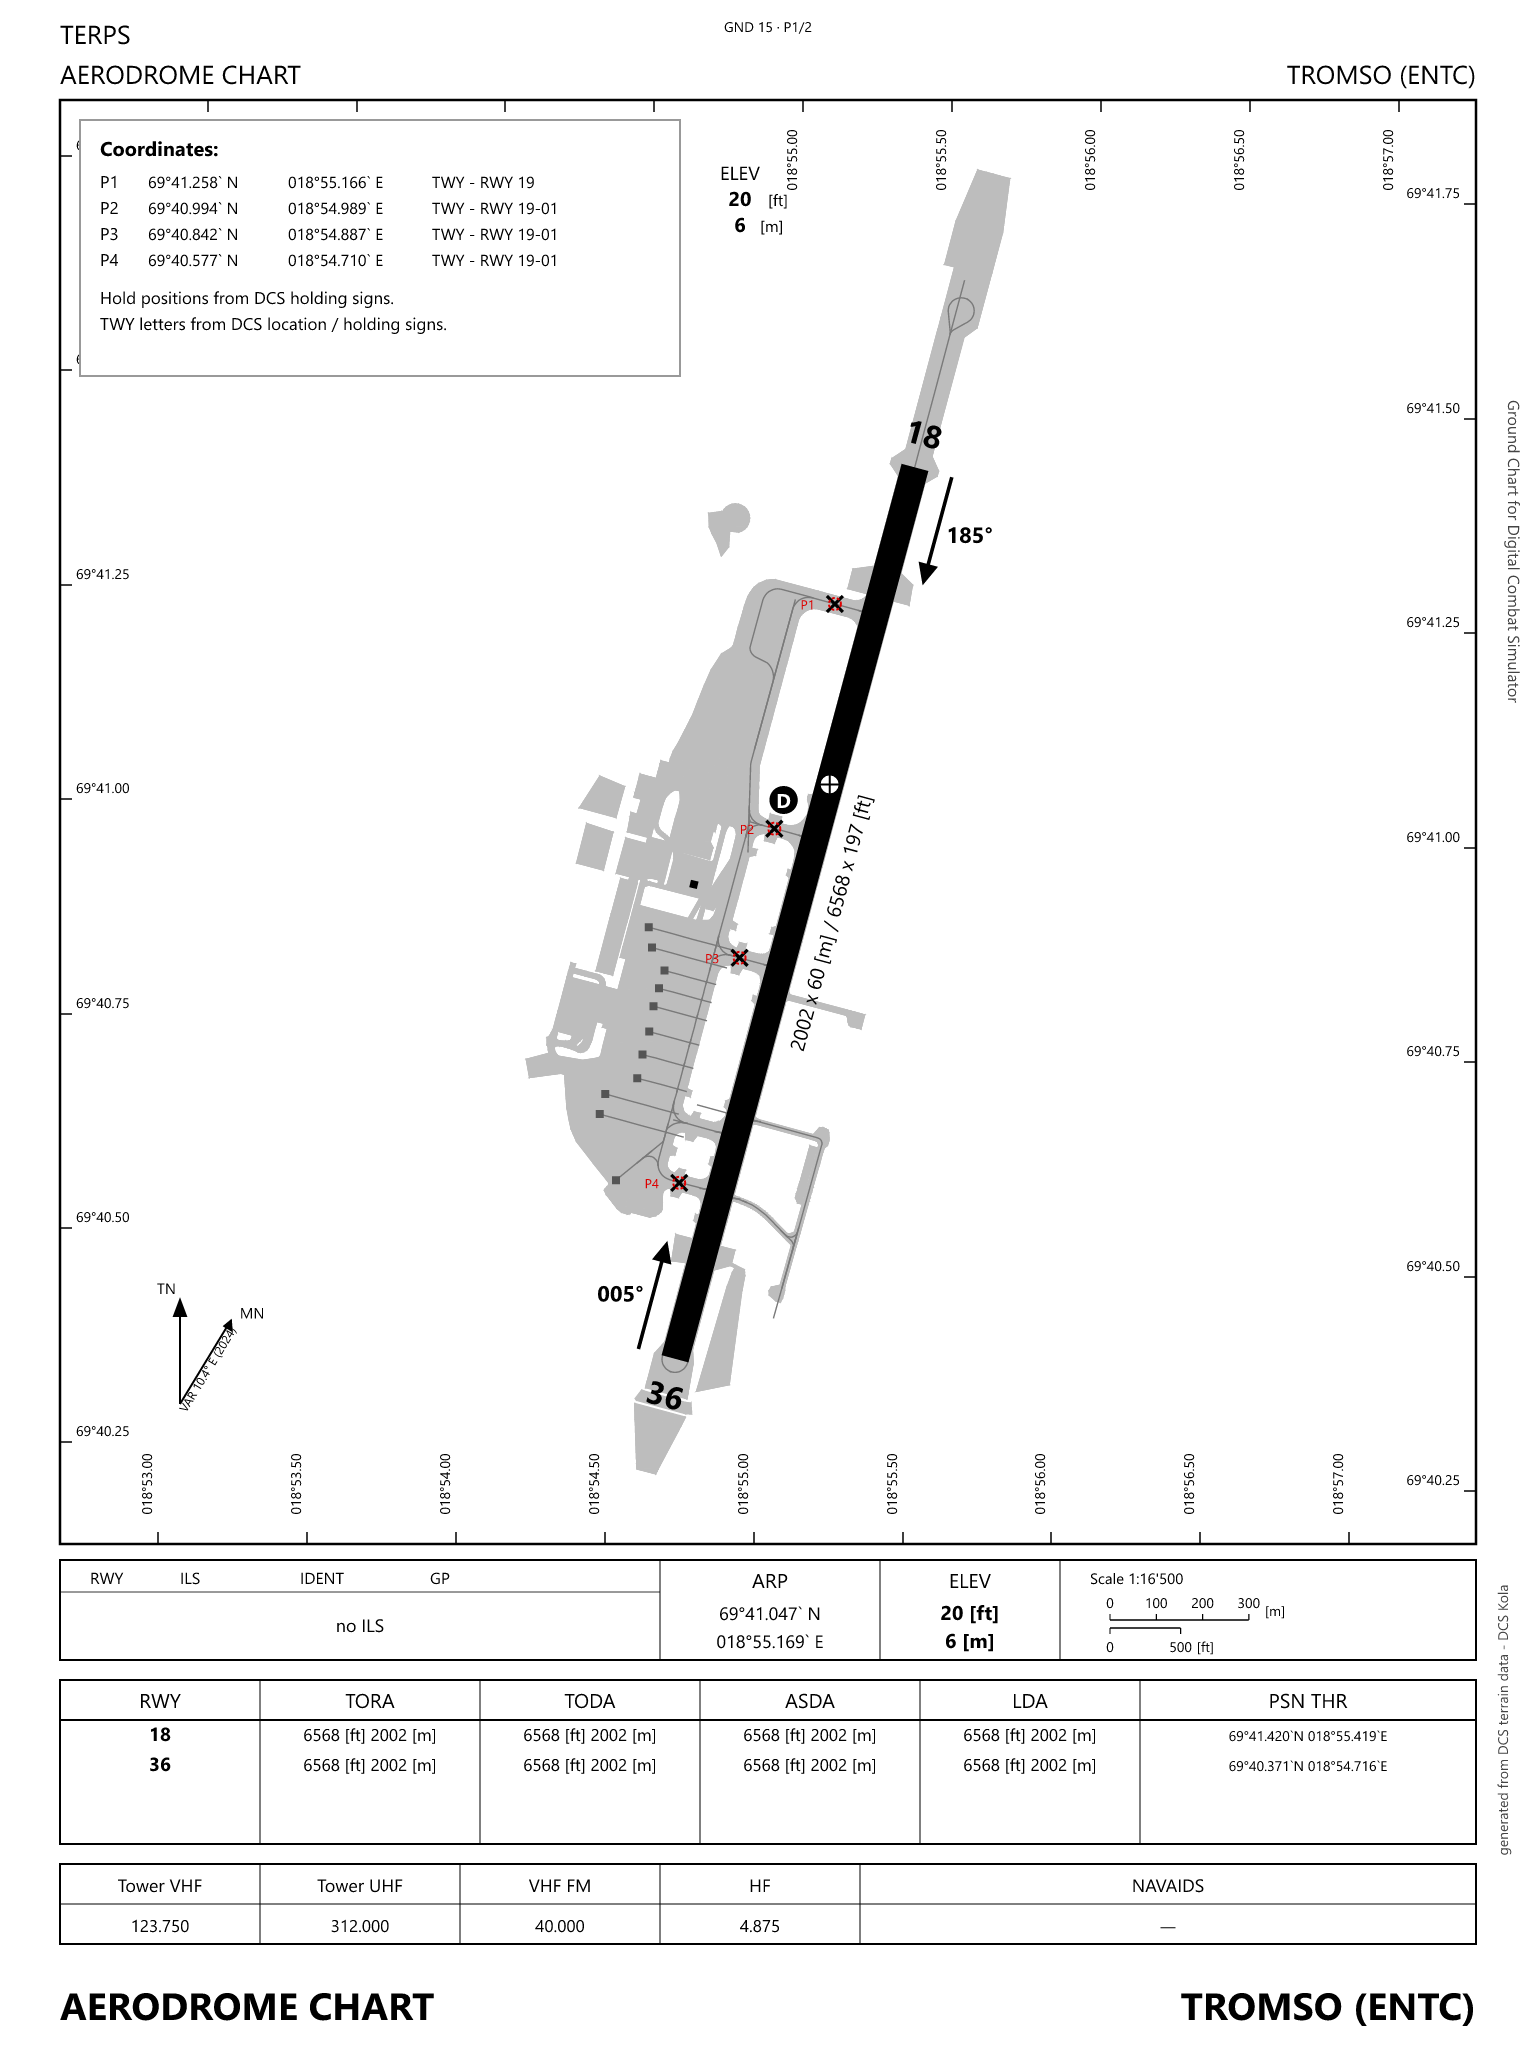 GND 15 · P1/2
TERPS
AERODROME CHART
TROMSO (ENTC)
Coordinates:
P1 69°41.258` N 018°55.166` E TWY - RWY 19
P2 69°40.994` N 018°54.989` E TWY - RWY 19-01
P3 69°40.842` N 018°54.887` E TWY - RWY 19-01
P4 69°40.577` N 018°54.710` E TWY - RWY 19-01
Hold positions from DCS holding signs.
TWY letters from DCS location / holding signs.
ELEV
20 [ft]
6 [m]
018°55.00
018°55.50
018°56.00
018°56.50
018°57.00
69°41.75
69°41.50
69°41.25
69°41.00
69°40.75
69°40.50
69°40.25
69°41.25
69°41.00
69°40.75
69°40.50
69°40.25
18
185°
P1
D
P2
2002 x 60 [m] / 6568 x 197 [ft]
P3
P4
005°
36
TN
MN
VAR 10.4° E (2024)
018°53.00
018°53.50
018°54.00
018°54.50
018°55.00
018°55.50
018°56.00
018°56.50
018°57.00
Ground Chart for Digital Combat Simulator
RWY ILS IDENT GP
no ILS
ARP
69°41.047` N
018°55.169` E
ELEV
20 [ft]
6 [m]
Scale 1:16'500
0 100 200 300 [m]
0 500 [ft]
generated from DCS terrain data - DCS Kola
RWY TORA TODA ASDA LDA PSN THR
18 6568 [ft] 2002 [m] 6568 [ft] 2002 [m] 6568 [ft] 2002 [m] 6568 [ft] 2002 [m] 69°41.420`N 018°55.419`E
36 6568 [ft] 2002 [m] 6568 [ft] 2002 [m] 6568 [ft] 2002 [m] 6568 [ft] 2002 [m] 69°40.371`N 018°54.716`E
Tower VHF Tower UHF VHF FM HF NAVAIDS
123.750 312.000 40.000 4.875 —
AERODROME CHART
TROMSO (ENTC)